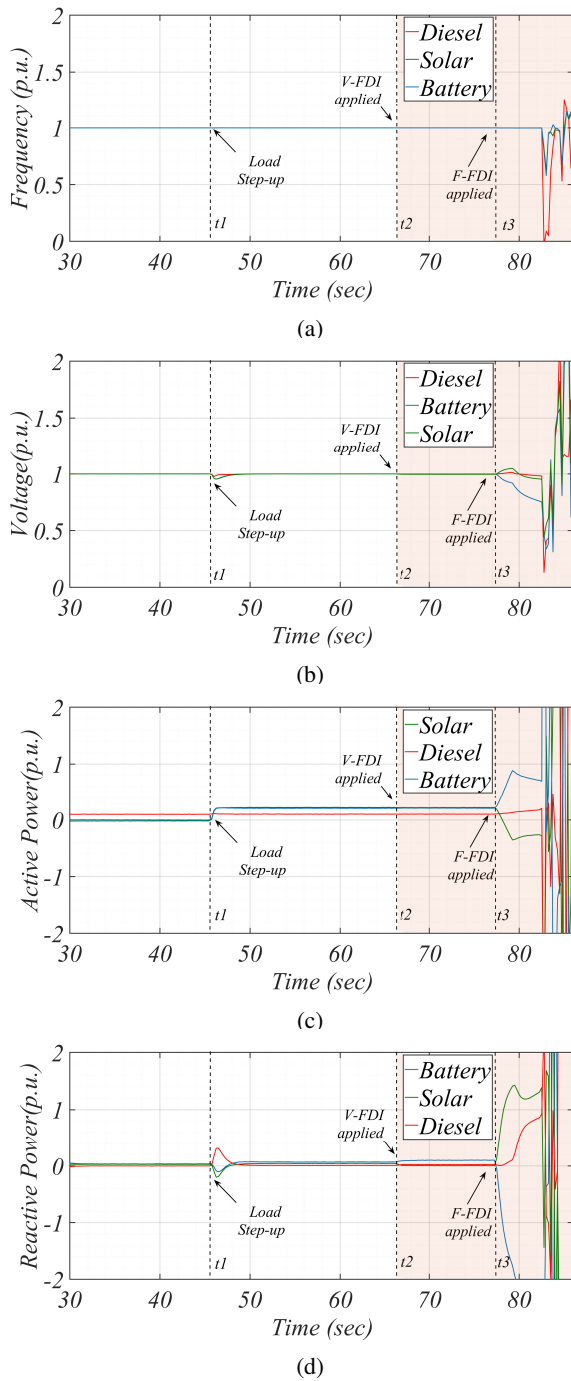 2
Diesel
Solar
Battery
1.5
V-FDI
applied
Frequency (p.u.)
1
Load
Step-up
F-FDI
applied
0.5
t1
t2
t3
0
30
40
50
60
70
80
Time (sec)
(a)
2
Diesel
Battery
Solar
1.5
V-FDI
applied
Voltage(p.u.)
1
Load
Step-up
F-FDI
applied
0.5
t1
t2
t3
0
30
40
50
60
70
80
Time (sec)
(b)
2
Solar
Diesel
Battery
1
V-FDI
applied
Active Power(p.u.)
0
Load
Step-up
F-FDI
applied
-1
t1
t2
t3
-2
30
40
50
60
70
80
Time (sec)
(c)
2
Battery
Solar
Diesel
1
V-FDI
applied
Reactive Power(p.u.)
0
Load
Step-up
F-FDI
applied
-1
t1
t2
t3
-2
30
40
50
60
70
80
Time (sec)
(d)